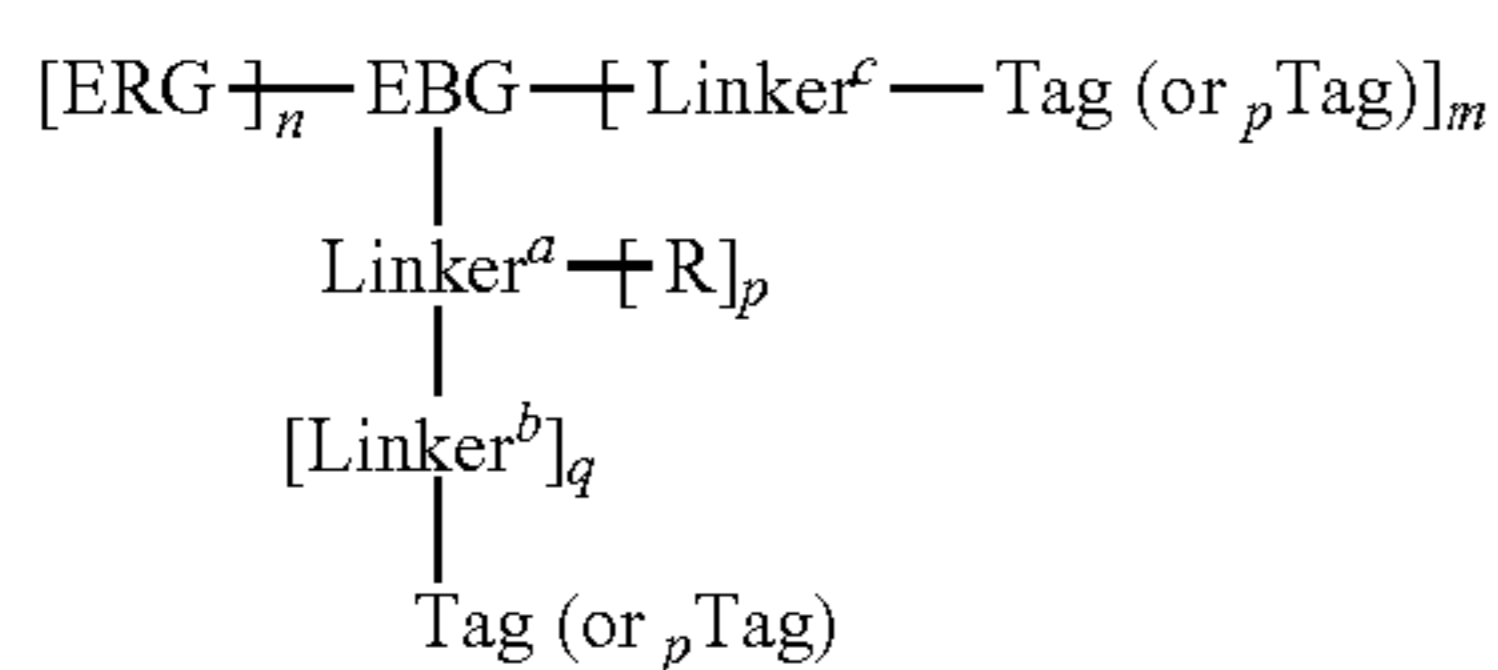 [ERG]n—EBG—[Linker^c—Tag (or pTag)]m
Linker^a—[R]p
[Linker^b]q
Tag (or pTag)